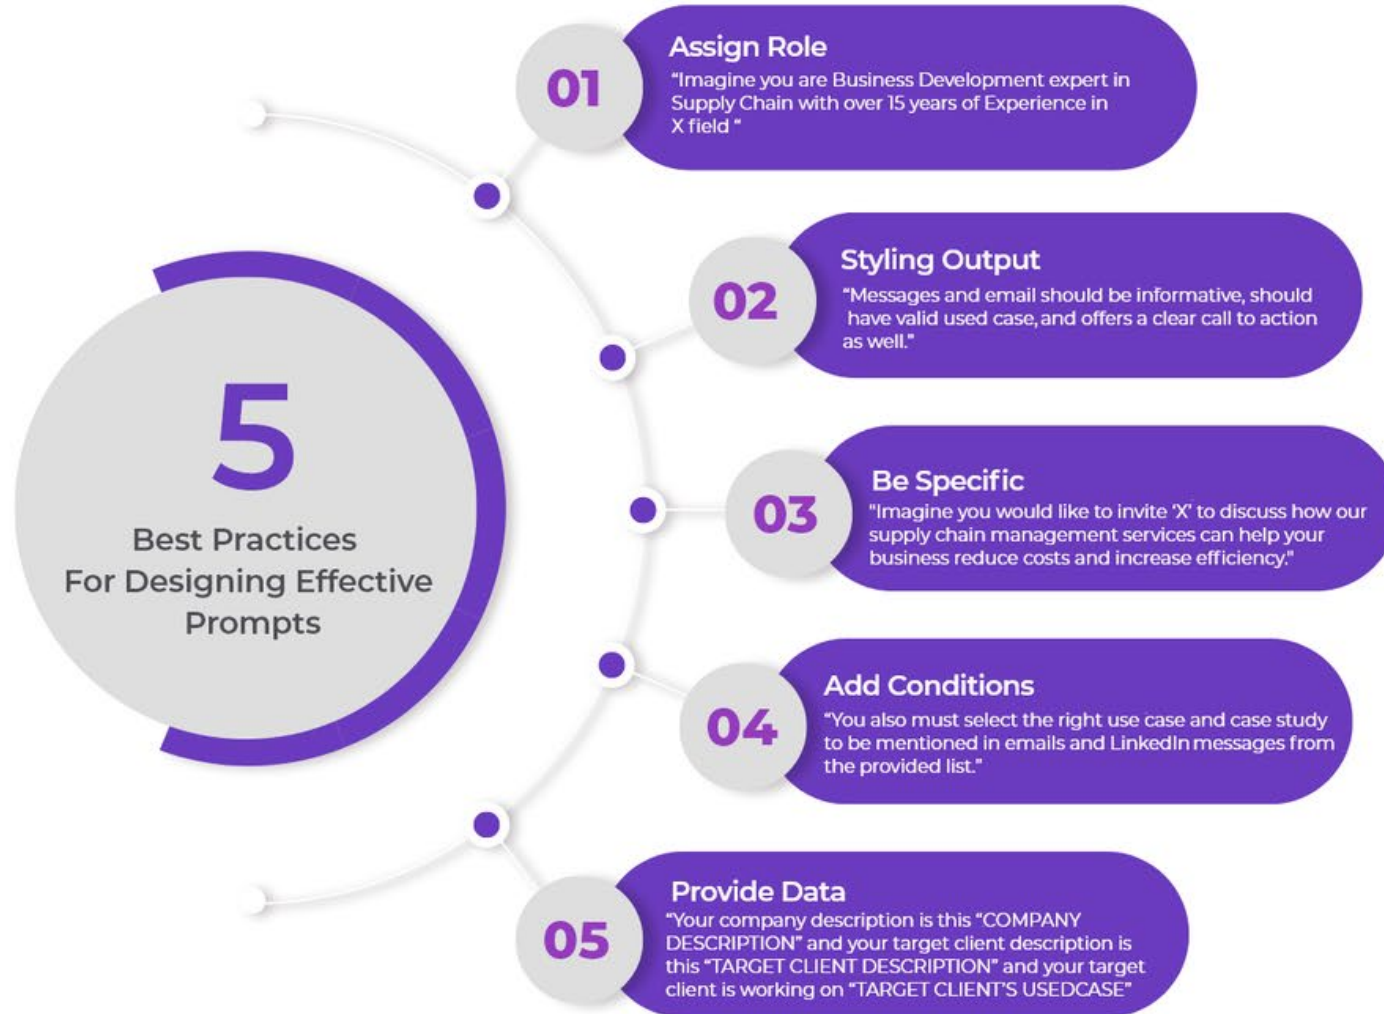 5
Best Practices
For Designing Effective
Prompts
01
Assign Role
“Imagine you are Business Development expert in
Supply Chain with over 15 years of Experience in
X field “
02
Styling Output
“Messages and email should be informative, should
have valid used case, and offers a clear call to action
as well.”
03
Be Specific
"Imagine you would like to invite ‘X’ to discuss how our
supply chain management services can help your
business reduce costs and increase efficiency."
04
Add Conditions
“You also must select the right use case and case study
to be mentioned in emails and LinkedIn messages from
the provided list.”
05
Provide Data
“Your company description is this “COMPANY
DESCRIPTION” and your target client description is
this “TARGET CLIENT DESCRIPTION” and your target
client is working on “TARGET CLIENT’S USEDCASE”